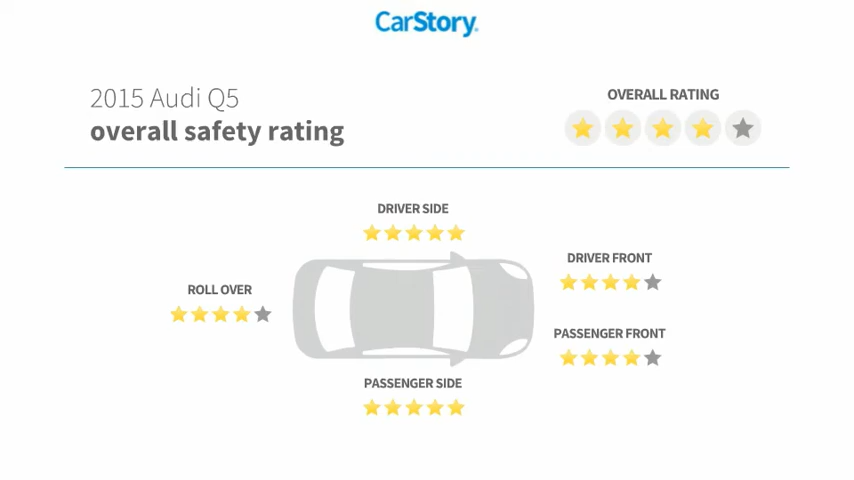 CarStory.
2015 Audi Q5
overall safety rating
OVERALL RATING
DRIVER SIDE
DRIVER FRONT
ROLL OVER
PASSENGER FRONT
PASSENGER SIDE